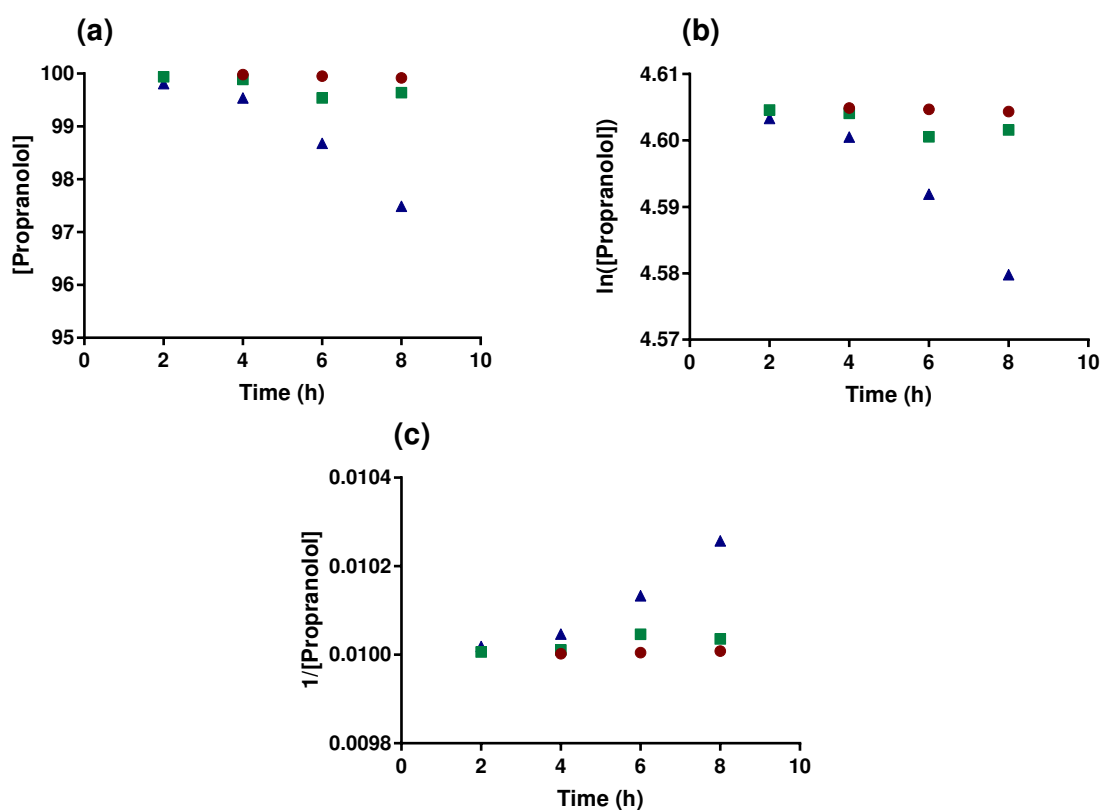 (a)
[Propranolol]
100
99
98
97
96
95
0 2 4 6 8 10
Time (h)
(b)
ln([Propranolol])
4.61
4.60
4.59
4.58
4.57
0 2 4 6 8 10
Time (h)
(c)
1/[Propranolol]
0.0104
0.0102
0.0100
0.0098
0 2 4 6 8 10
Time (h)